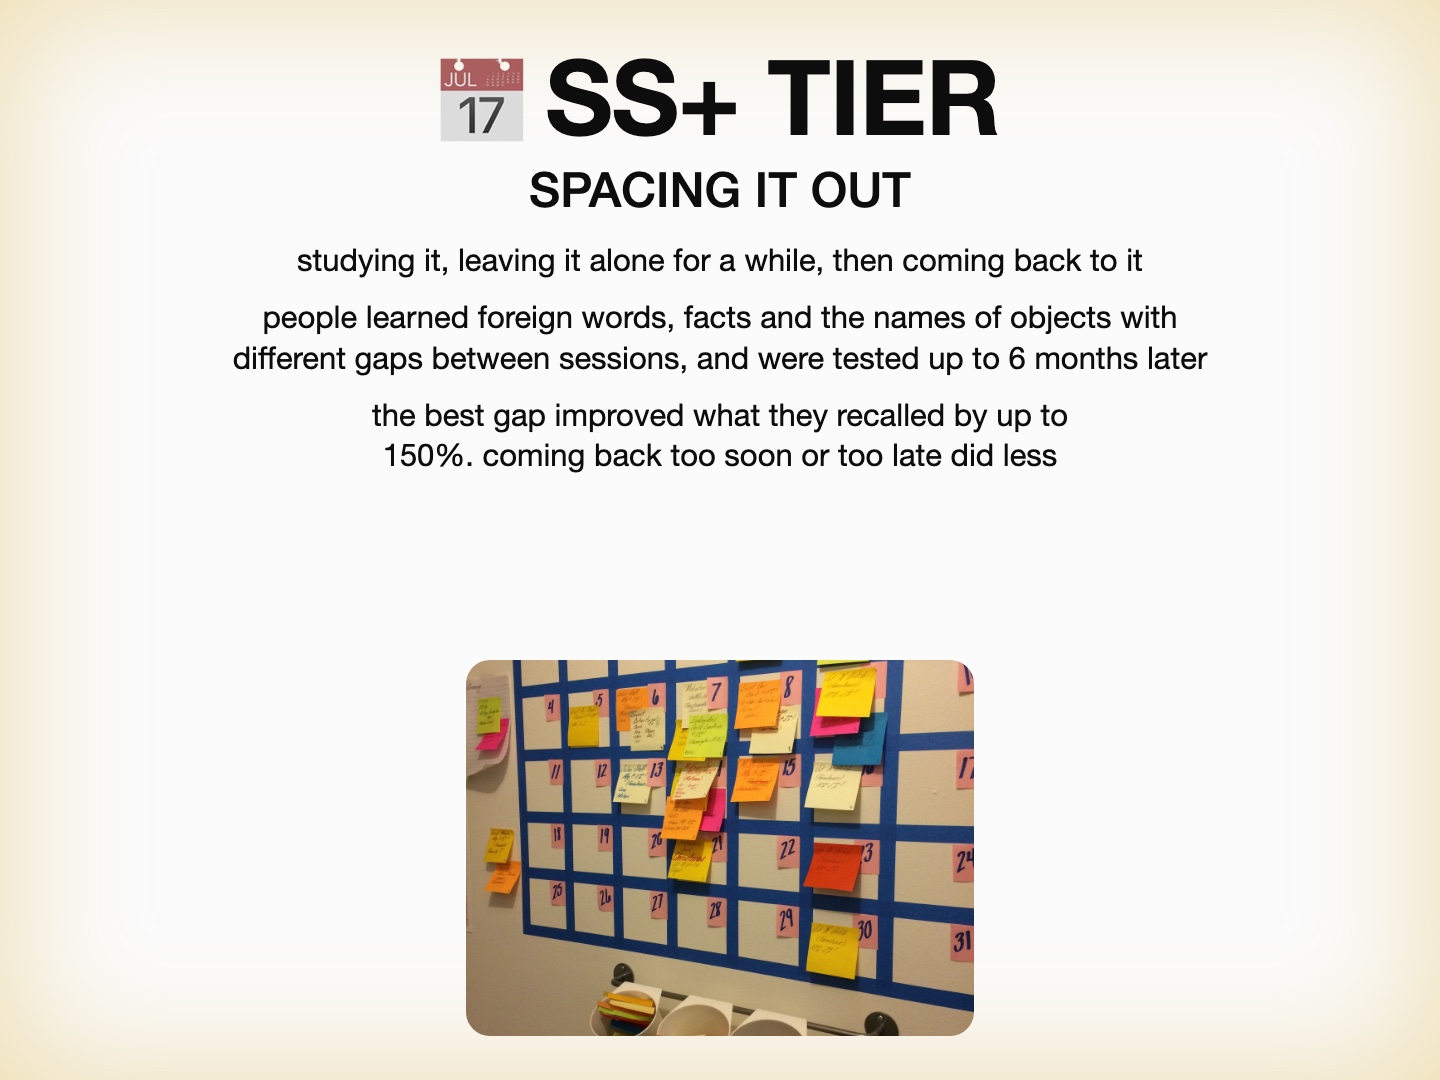 JUL
17
SS+ TIER
SPACING IT OUT
studying it, leaving it alone for a while, then coming back to it
people learned foreign words, facts and the names of objects with
different gaps between sessions, and were tested up to 6 months later
the best gap improved what they recalled by up to
150%. coming back too soon or too late did less
4 5 6 7 8
11 12 13 15 17
18 19 20 21 22 23 24
25 26 27 28 29 30 31